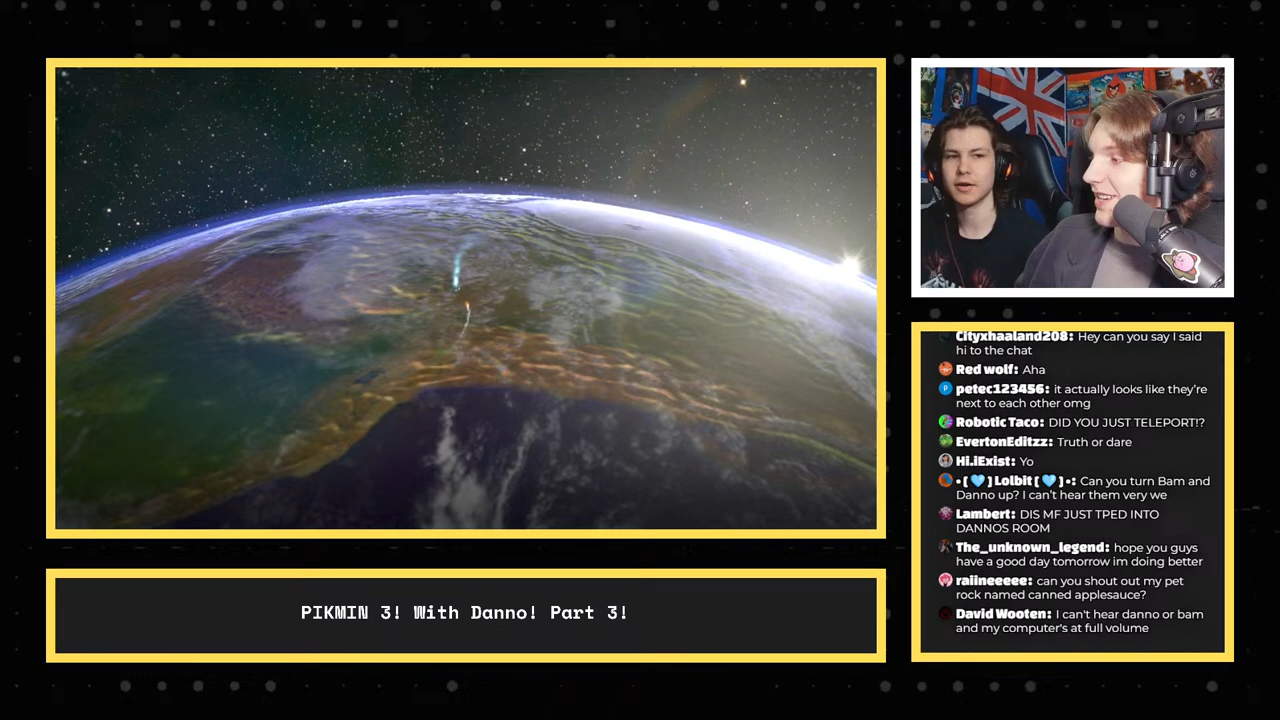 PIKMIN 3! With Danno! Part 3!
Cityxhaaland208: Hey can you say I said
hi to the chat
Red wolf: Aha
petec123456: it actually looks like they're
next to each other omg
Robotic Taco: DID YOU JUST TELEPORT!?
EvertonEditzz: Truth or dare
Hi.iExist: Yo
•(💙)Lolbit(💙)•: Can you turn Bam and
Danno up? I can't hear them very we
Lambert: DIS MF JUST TPED INTO
DANNOS ROOM
The_unknown_legend: hope you guys
have a good day tomorrow im doing better
raiineeeee: can you shout out my pet
rock named canned applesauce?
David Wooten: I can't hear danno or bam
and my computer's at full volume